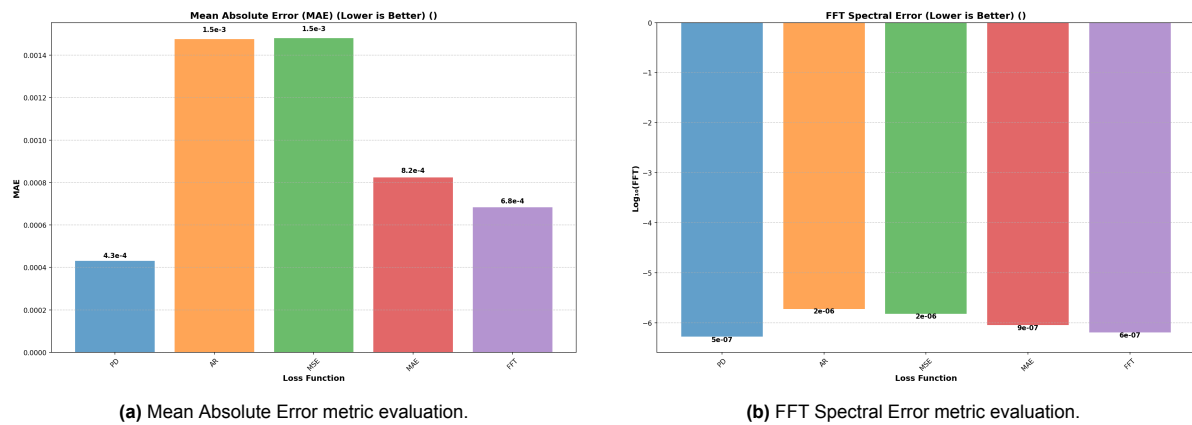 Mean Absolute Error (MAE) (Lower is Better) ()
MAE
0.0014
0.0012
0.0010
0.0008
0.0006
0.0004
0.0002
0.0000
4.3e-4
1.5e-3
1.5e-3
8.2e-4
6.8e-4
PD
AR
MSE
MAE
FFT
Loss Function
(a) Mean Absolute Error metric evaluation.
FFT Spectral Error (Lower is Better) ()
Log₁₀(FFT)
0
−1
−2
−3
−4
−5
−6
5e-07
2e-06
2e-06
9e-07
6e-07
PD
AR
MSE
MAE
FFT
Loss Function
(b) FFT Spectral Error metric evaluation.